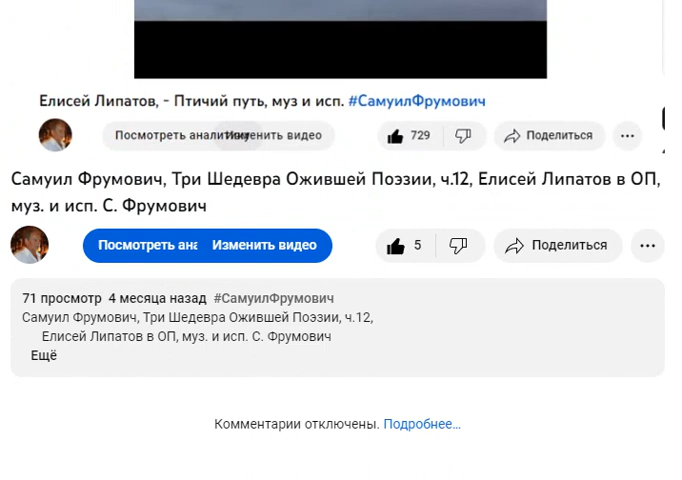 Елисей Липатов, - Птичий путь, муз и исп. #СамуилФрумович
Посмотреть аналитику Изменить видео 729 Поделиться
Самуил Фрумович, Три Шедевра Ожившей Поэзии, ч.12, Елисей Липатов в ОП,
муз. и исп. С. Фрумович
Посмотреть ана Изменить видео 5 Поделиться
71 просмотр 4 месяца назад #СамуилФрумович
Самуил Фрумович, Три Шедевра Ожившей Поэзии, ч.12,
Елисей Липатов в ОП, муз. и исп. С. Фрумович
Ещё
Комментарии отключены. Подробнее...